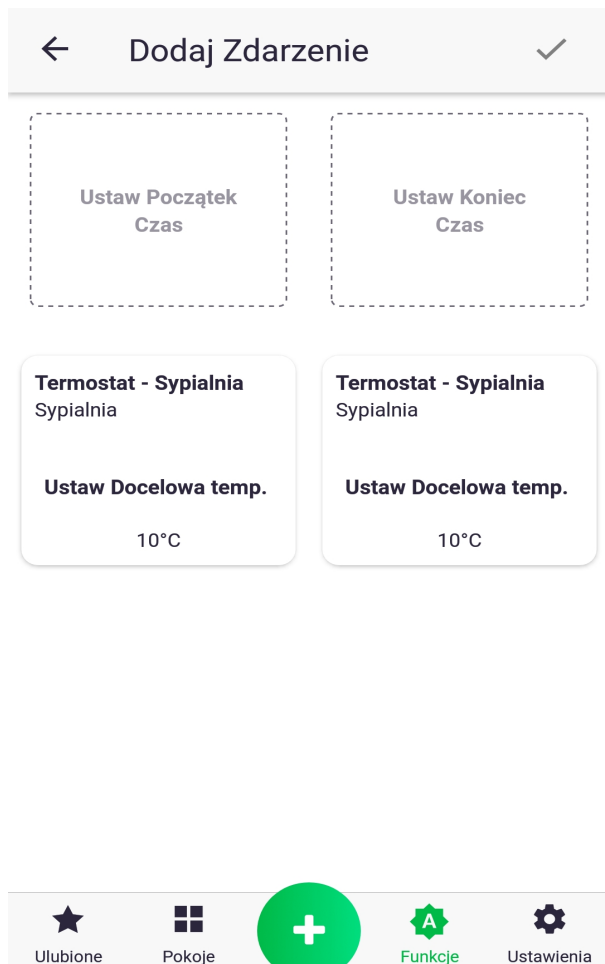 Dodaj Zdarzenie
Ustaw Początek
Czas
Ustaw Koniec
Czas
Termostat - Sypialnia
Sypialnia
Ustaw Docelowa temp.
10°C
Termostat - Sypialnia
Sypialnia
Ustaw Docelowa temp.
10°C
Ulubione
Pokoje
A
Funkcje
Ustawienia